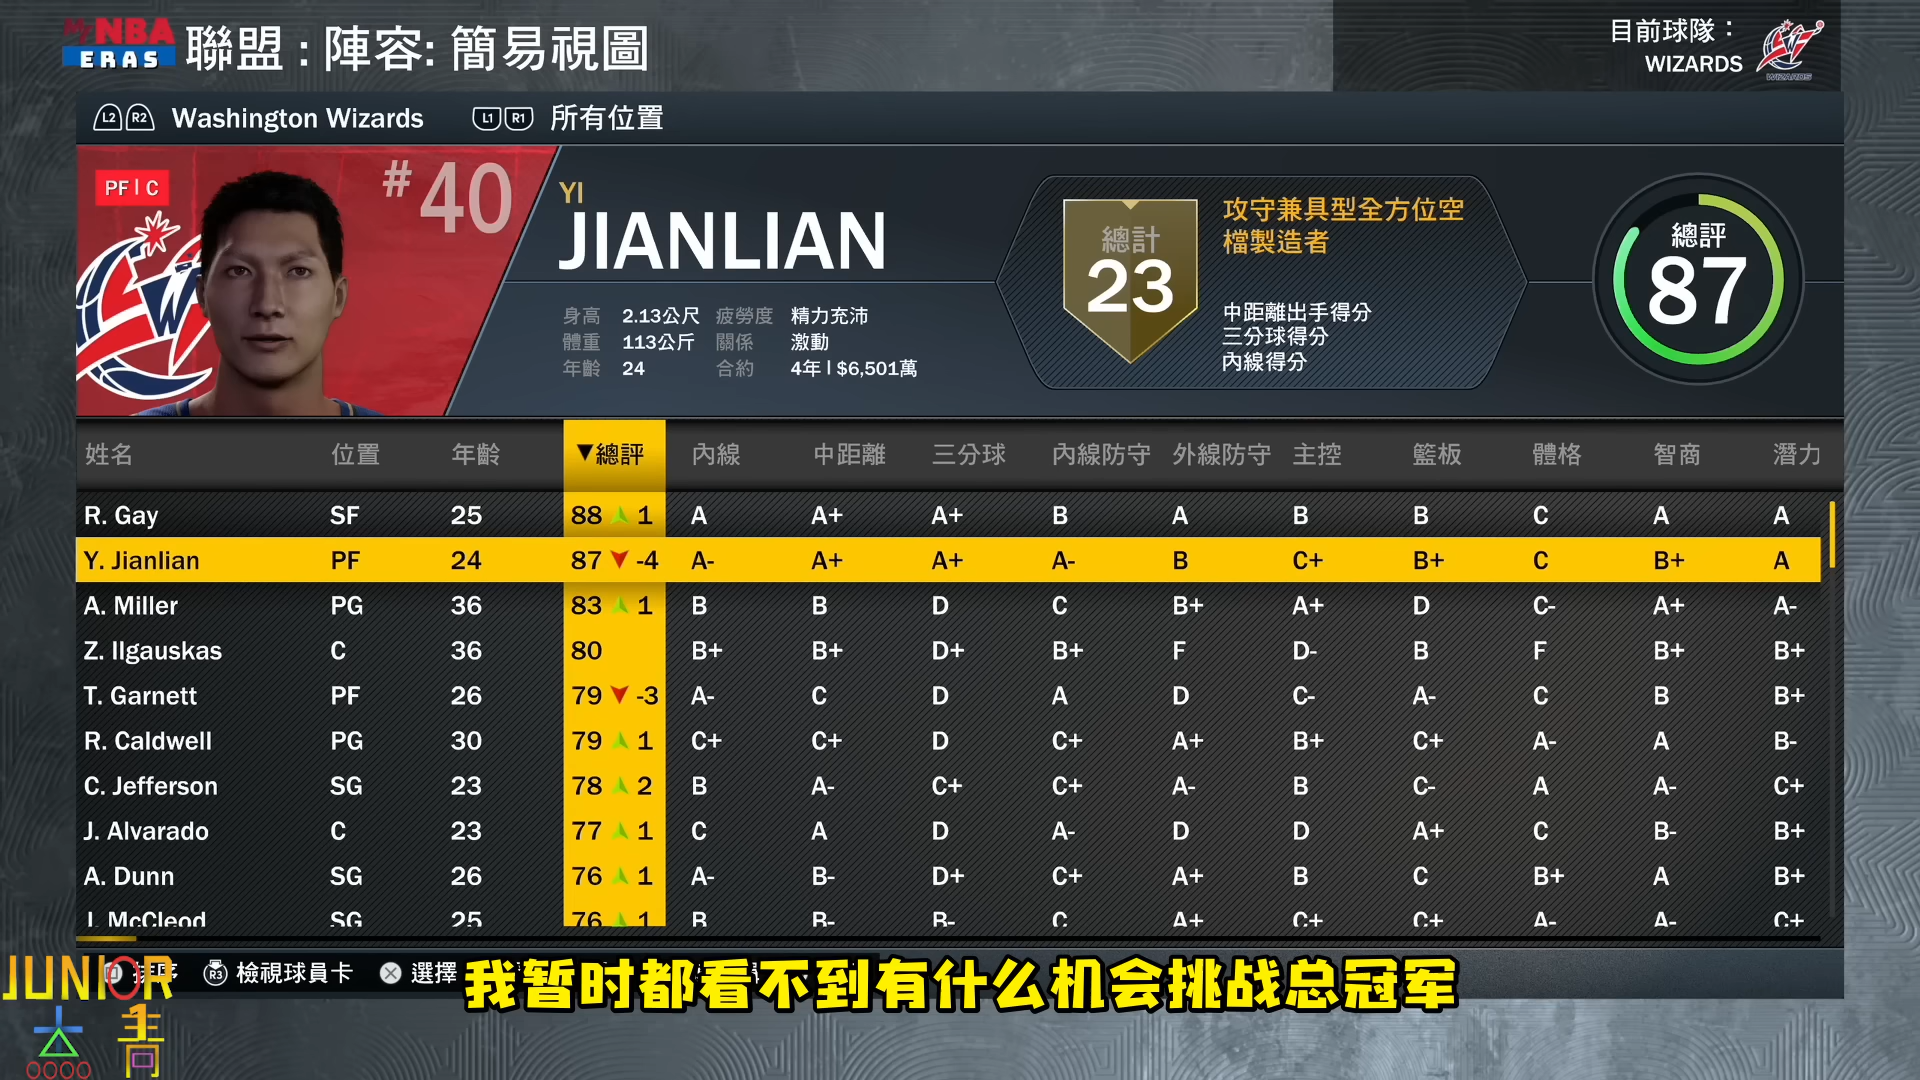 MyNBA ERAS 聯盟 : 陣容: 簡易視圖
目前球隊：
WIZARDS
WIZARDS
L2 R2 Washington Wizards L1 R1 所有位置
PF | C
#40
YI
JIANLIAN
身高 2.13公尺 疲勞度 精力充沛
體重 113公斤 關係 激動
年齡 24 合約 4年 | $6,501萬
總計
23
攻守兼具型全方位空
檔製造者
中距離出手得分
三分球得分
內線得分
總評
87
姓名 位置 年齡 ▼總評 內線 中距離 三分球 內線防守 外線防守 主控 籃板 體格 智商 潛力
R. Gay SF 25 88 1 A A+ A+ B A B B C A A
Y. Jianlian PF 24 87 -4 A- A+ A+ A- B C+ B+ C B+ A
A. Miller PG 36 83 1 B B D C B+ A+ D C- A+ A-
Z. Ilgauskas C 36 80 B+ B+ D+ B+ F D- B F B+ B+
T. Garnett PF 26 79 -3 A- C D A D C- A- C B B+
R. Caldwell PG 30 79 1 C+ C+ D C+ A+ B+ C+ A- A B-
C. Jefferson SG 23 78 2 B A- C+ C+ A- B C- A A- C+
J. Alvarado C 23 77 1 C A D A- D D A+ C B- B+
A. Dunn SG 26 76 1 A- B- D+ C+ A+ B C B+ A B+
J. McCleod SG 25 76 1 B B- B- C A+ C+ C+ A- A- C+
排序 R3 檢視球員卡 選擇
我暂时都看不到有什么机会挑战总冠军
JUNIOR